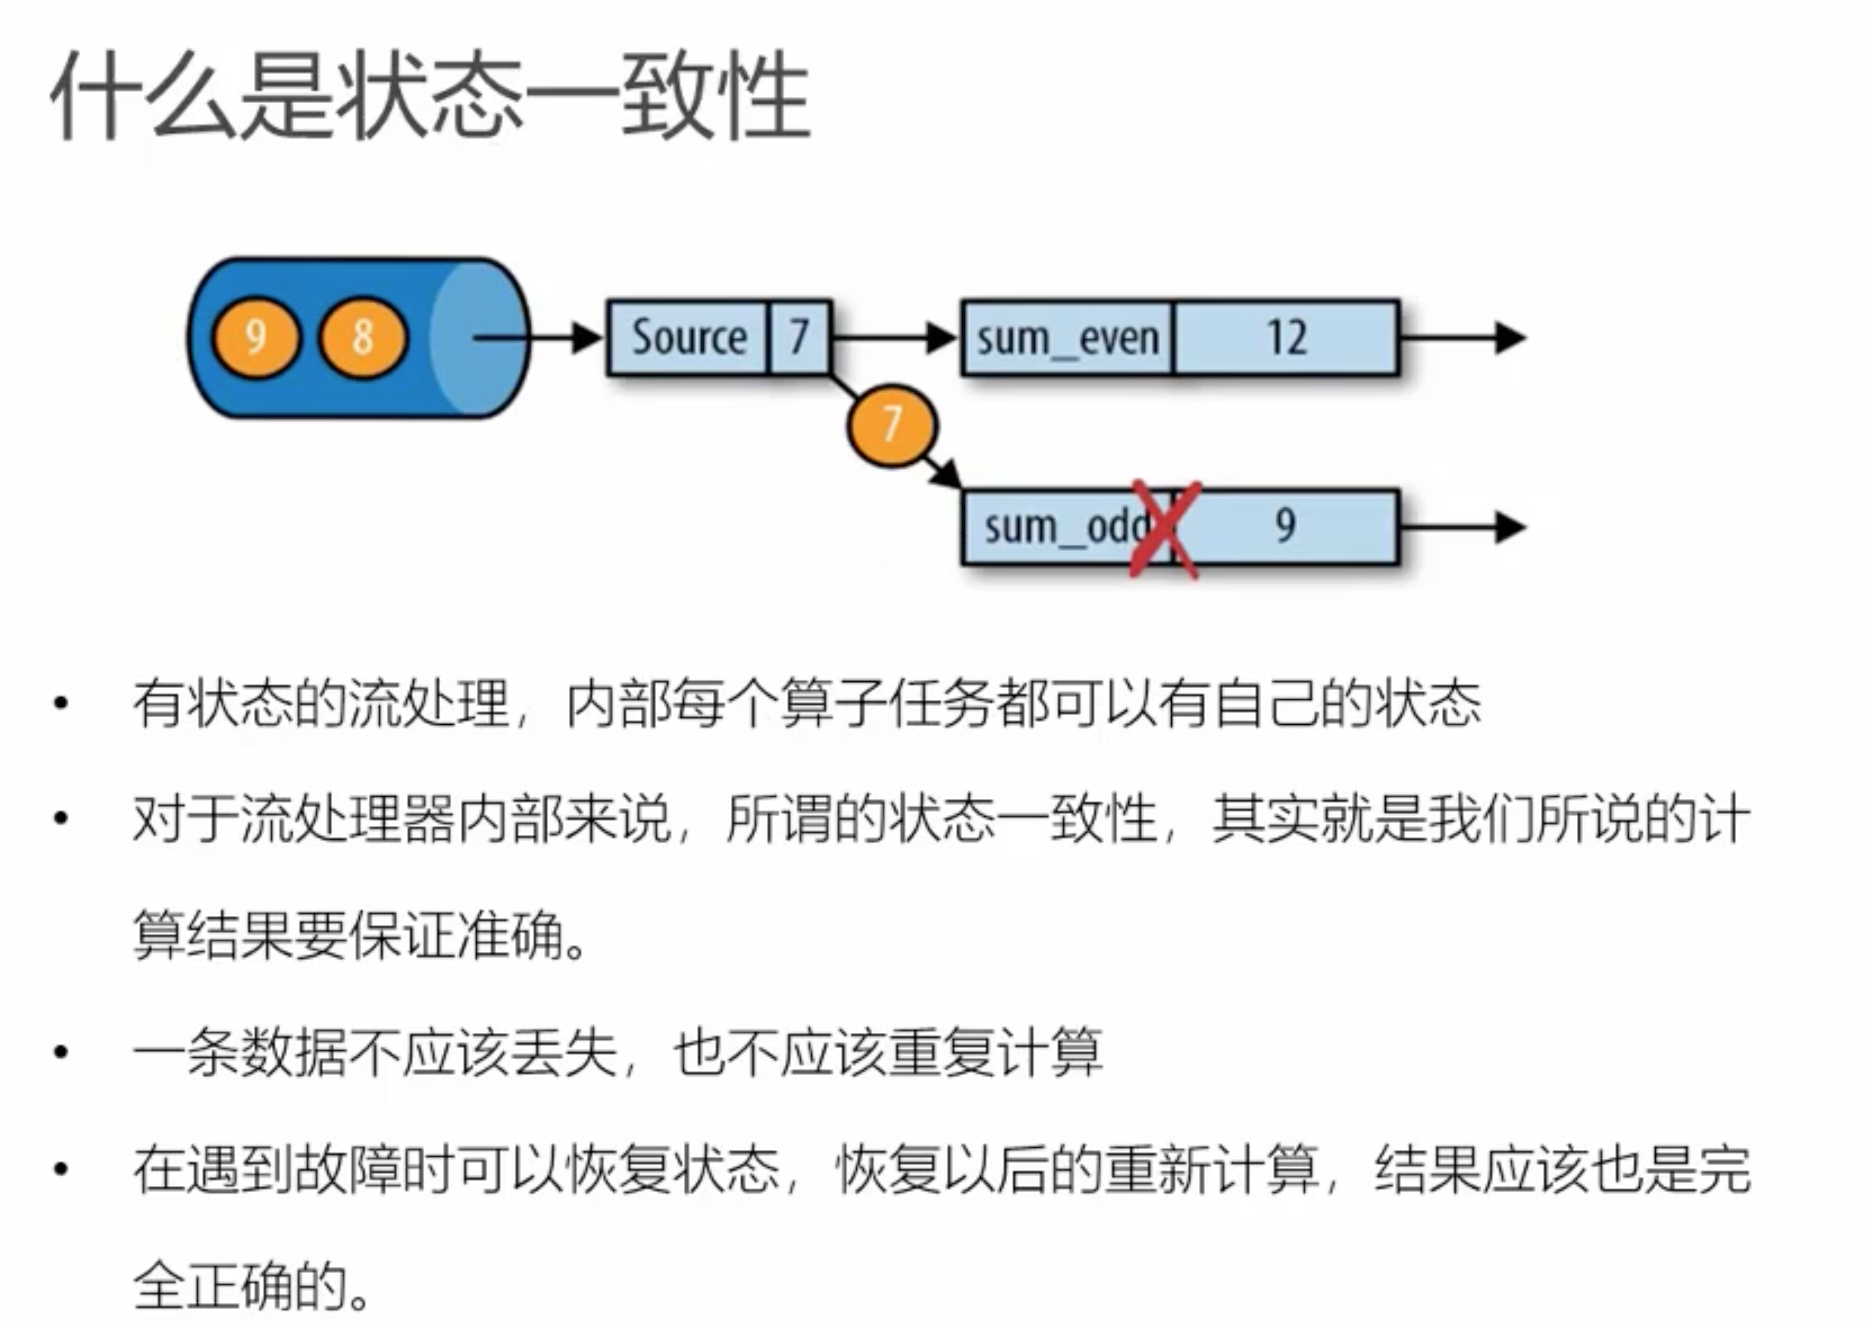 什么是状态一致性
9 8 Source 7 sum_even 12
7
sum_odd 9
• 有状态的流处理，内部每个算子任务都可以有自己的状态
• 对于流处理器内部来说，所谓的状态一致性，其实就是我们所说的计
算结果要保证准确。
• 一条数据不应该丢失，也不应该重复计算
• 在遇到故障时可以恢复状态，恢复以后的重新计算，结果应该也是完
全正确的。